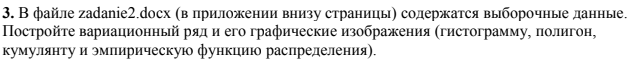 3. В файле zadanie2.docx (в приложении внизу страницы) содержатся выборочные данные.
Постройте вариационный ряд и его графические изображения (гистограмму, полигон,
кумулянту и эмпирическую функцию распределения).